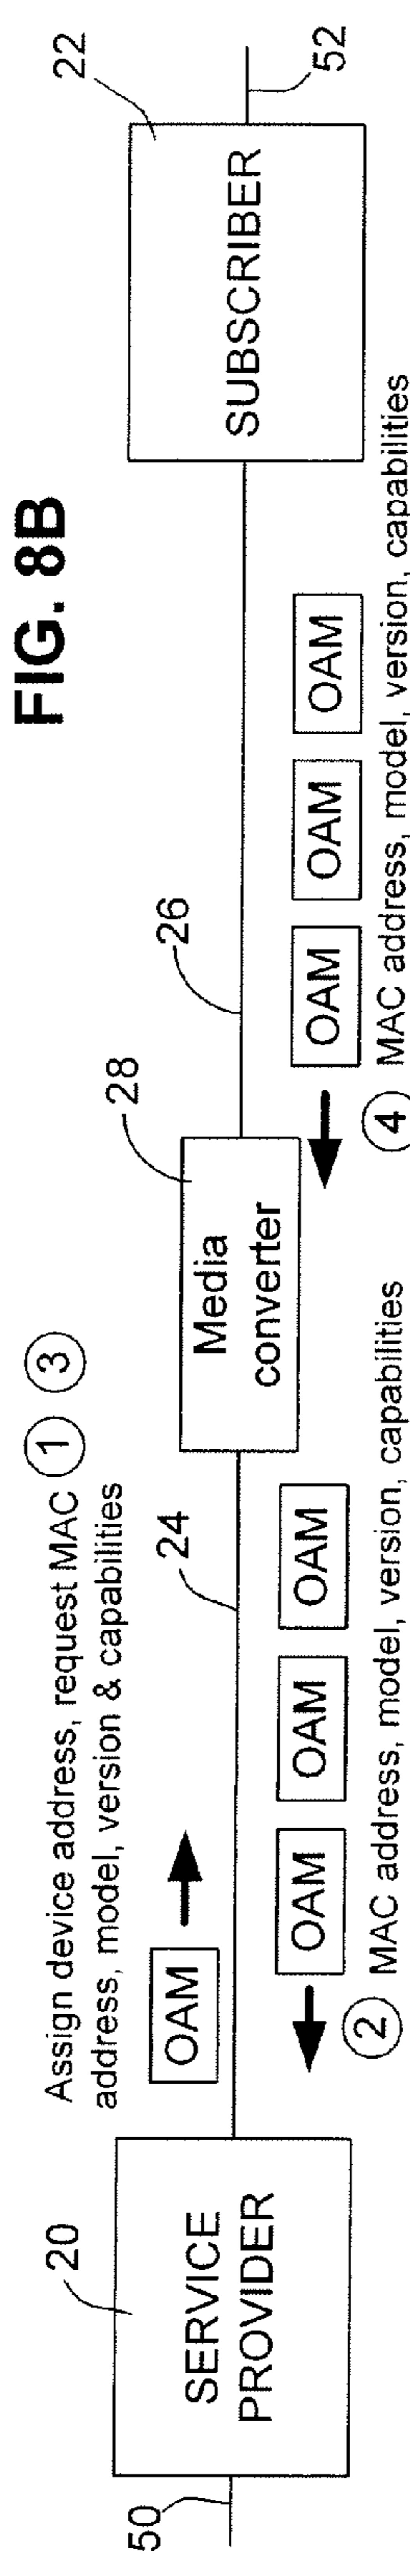 FIG. 8B
Assign device address, request MAC
address, model, version & capabilities
1
3
20
SERVICE
PROVIDER
50
OAM
24
28
Media
converter
26
22
SUBSCRIBER
52
OAM OAM OAM
2 MAC address, model, version, capabilities
OAM OAM OAM
4 MAC address, model, version, capabilities